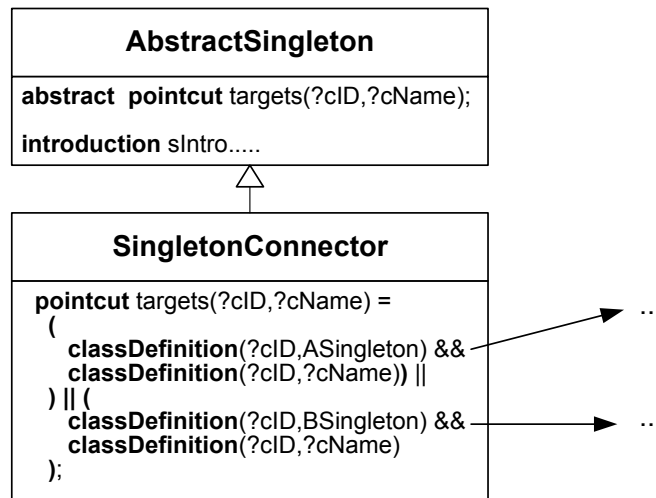 AbstractSingleton
abstract pointcut targets(?cID,?cName);
introduction sIntro.....
SingletonConnector
pointcut targets(?cID,?cName) =
(
classDefinition(?cID,ASingleton) &&
classDefinition(?cID,?cName)) ||
) || (
classDefinition(?cID,BSingleton) &&
classDefinition(?cID,?cName)
);
..
..